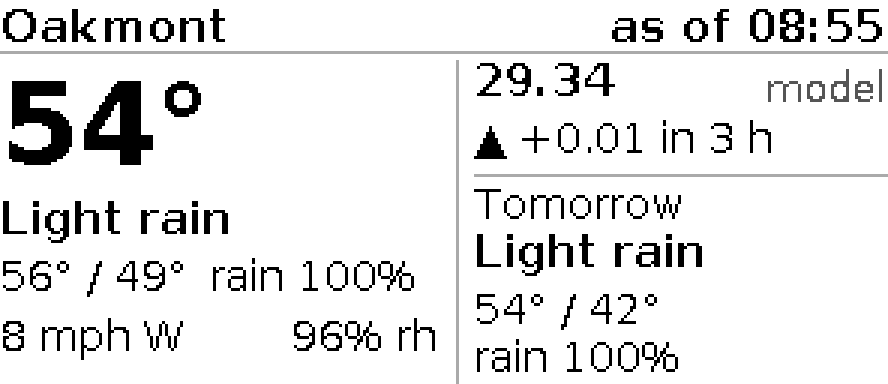 Oakmont as of 08:55
54°
Light rain
56° / 49° rain 100%
8 mph W 96% rh
29.34 model
▲ +0.01 in 3 h
Tomorrow
Light rain
54° / 42°
rain 100%